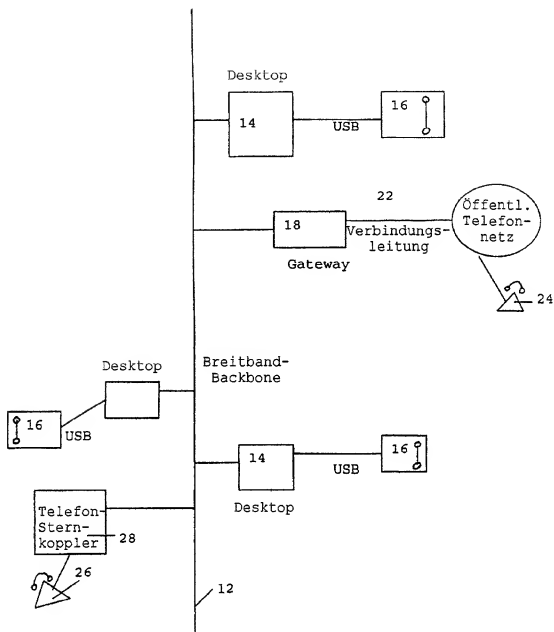 Desktop
14
USB
16
22
18
Verbindungs-
leitung
Gateway
Öffentl.
Telefon-
netz
24
Breitband-
Backbone
Desktop
16
USB
14
USB
16
Desktop
Telefon-
Stern-
koppler
28
26
12